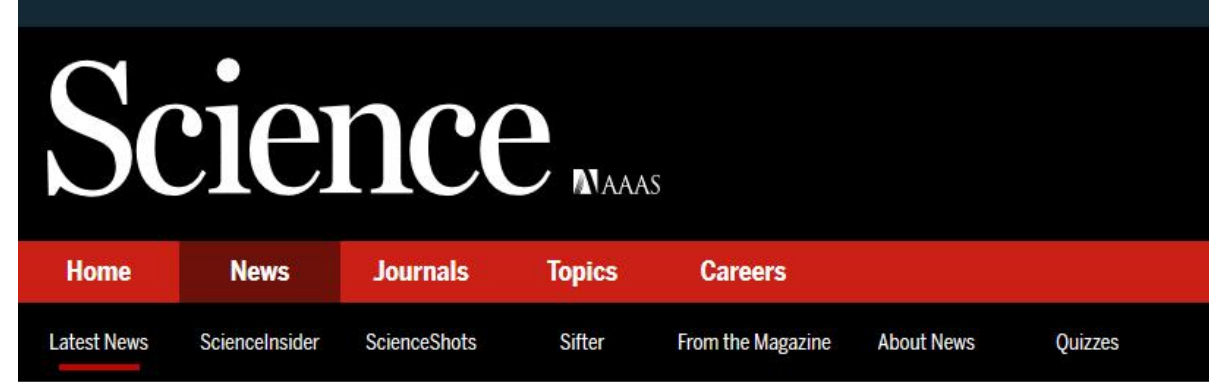 Science AAAS
Home News Journals Topics Careers
Latest News ScienceInsider ScienceShots Sifter From the Magazine About News Quizzes